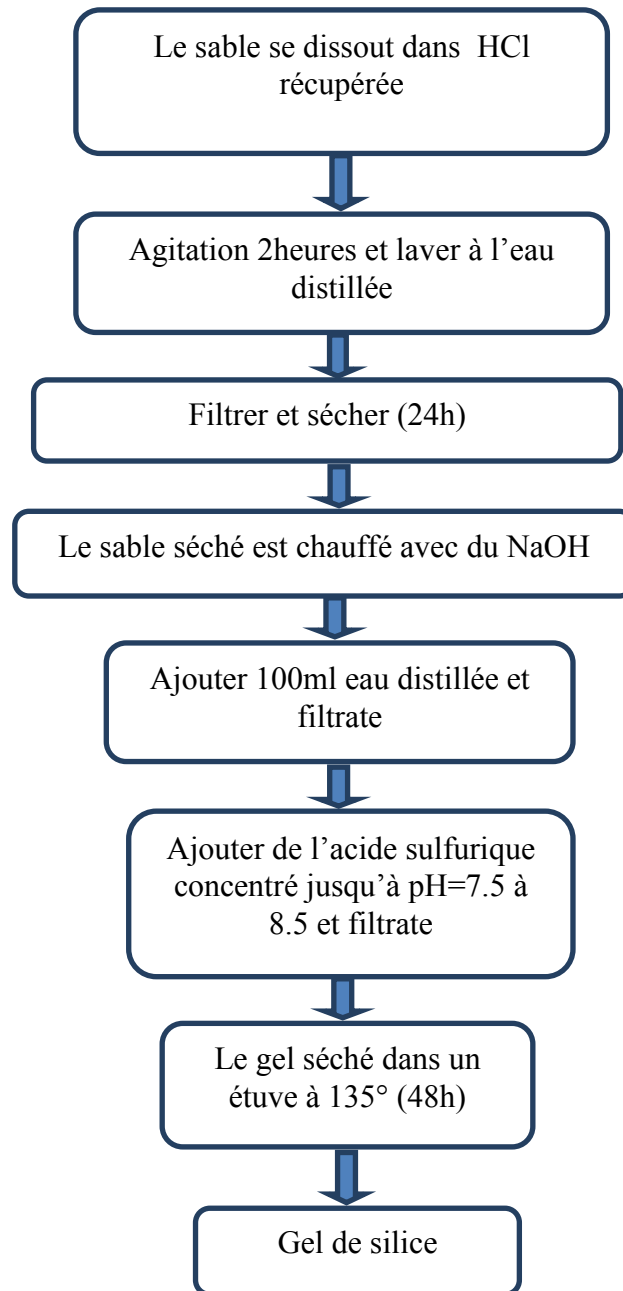 Le sable se dissout dans HCl
récupérée
Agitation 2heures et laver à l'eau
distillée
Filtrer et sécher (24h)
Le sable séché est chauffé avec du NaOH
Ajouter 100ml eau distillée et
filtrate
Ajouter de l'acide sulfurique
concentré jusqu'à pH=7.5 à
8.5 et filtrate
Le gel séché dans un
étuve à 135° (48h)
Gel de silice